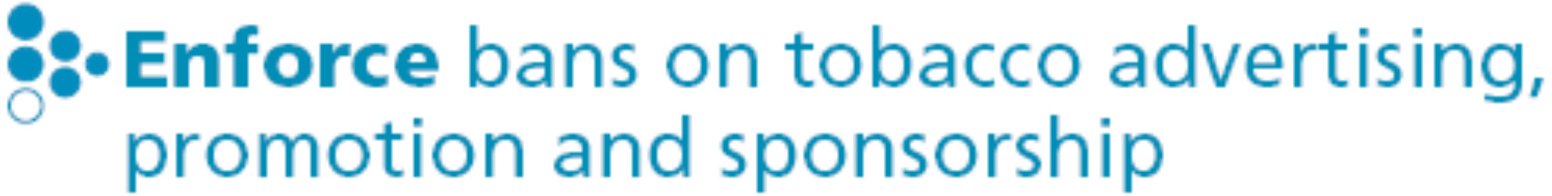 Enforce bans on tobacco advertising,
promotion and sponsorship